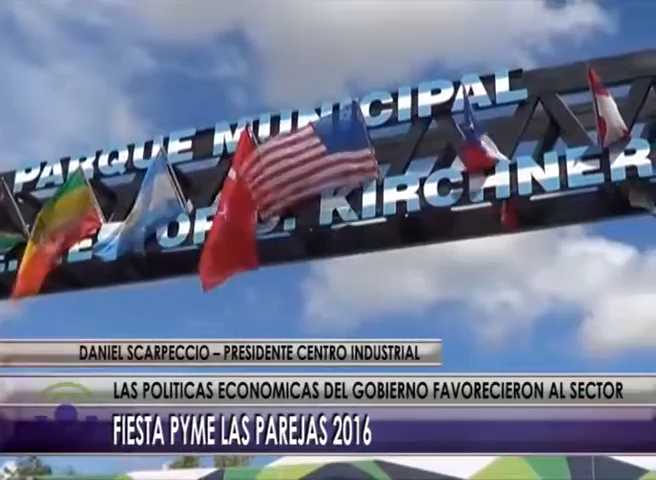 PARQUE MUNICIPAL
KIRCHNER
DANIEL SCARPECCIO – PRESIDENTE CENTRO INDUSTRIAL
LAS POLITICAS ECONOMICAS DEL GOBIERNO FAVORECIERON AL SECTOR
FIESTA PYME LAS PAREJAS 2016